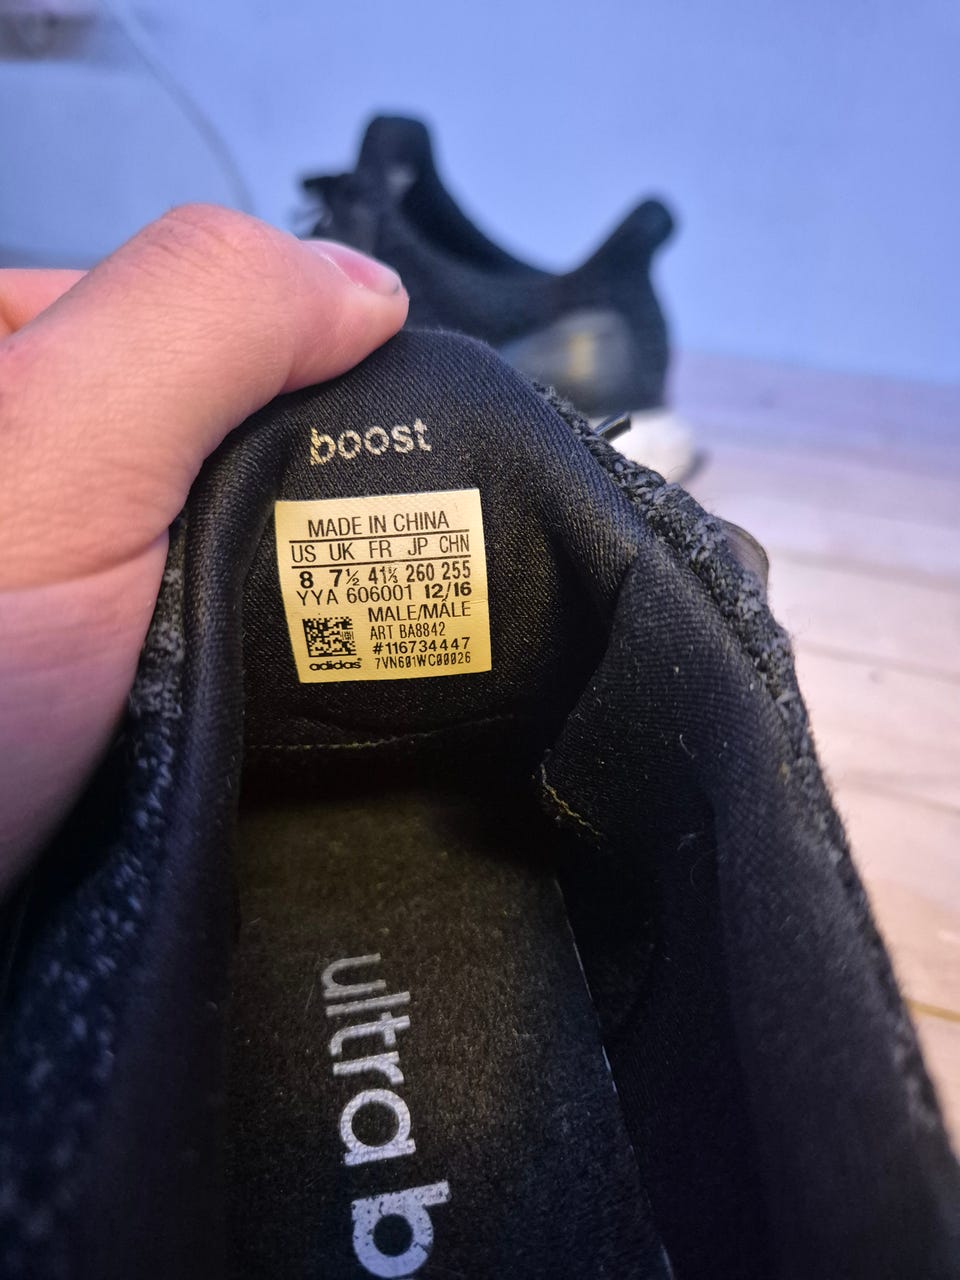 boost
MADE IN CHINA
US UK FR JP CHN
8 7½ 41⅓ 260 255
YYA 606001 12/16
MALE/MÂLE
ART BA8842
#116734447
adidas® 7VN601WC00026
ultra b